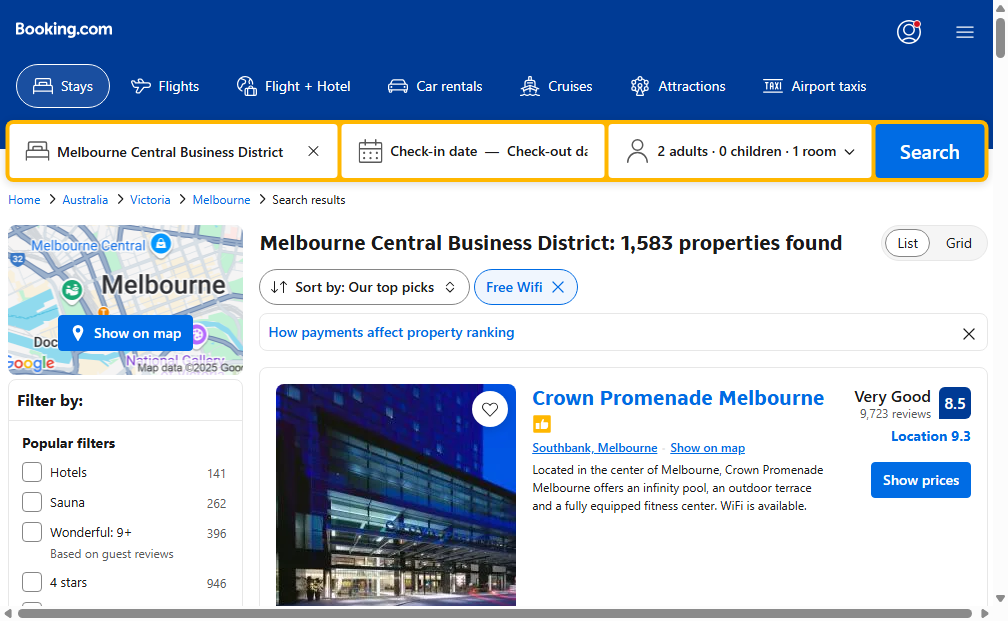 Booking.com
Stays
Flights
Flight + Hotel
Car rentals
Cruises
Attractions
TAXI
Airport taxis
Melbourne Central Business District
Check-in date — Check-out da
2 adults · 0 children · 1 room
Search
Home
Australia
Victoria
Melbourne
Search results
Melbourne Central
32
Melbourne
Doc
Show on map
National Gallery
Google
Map data ©2025 Goo
Melbourne Central Business District: 1,583 properties found
List
Grid
Sort by: Our top picks
Free Wifi
How payments affect property ranking
Filter by:
Popular filters
Hotels 141
Sauna 262
Wonderful: 9+ 396
Based on guest reviews
4 stars 946
Crown Promenade Melbourne
Southbank, Melbourne · Show on map
Located in the center of Melbourne, Crown Promenade
Melbourne offers an infinity pool, an outdoor terrace
and a fully equipped fitness center. WiFi is available.
Very Good
9,723 reviews
8.5
Location 9.3
Show prices